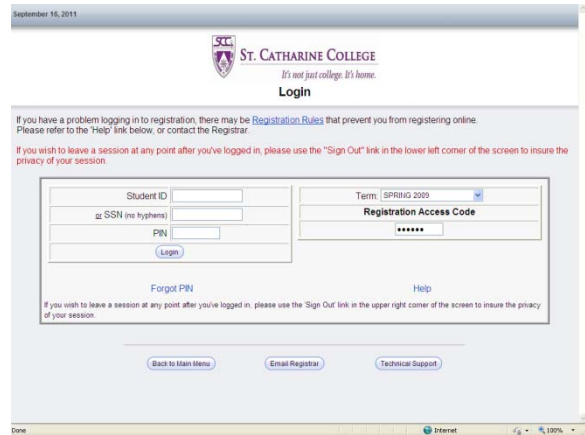 September 16, 2011
SCC
ST. CATHARINE COLLEGE
It's not just college. It's home.
Login
If you have a problem logging in to registration, there may be Registration Rules that prevent you from registering online.
Please refer to the 'Help' link below, or contact the Registrar.
If you wish to leave a session at any point after you've logged in, please use the "Sign Out" link in the lower left corner of the screen to insure the
privacy of your session.
Student ID
Term: SPRING 2009
or SSN (no hyphens)
Registration Access Code
PIN
••••••
Login
Forgot PIN
Help
If you wish to leave a session at any point after you've logged in, please use the 'Sign Out' link in the upper right corner of the screen to insure the privacy
of your session.
Back to Main Menu
Email Registrar
Technical Support
Done
Internet
100%